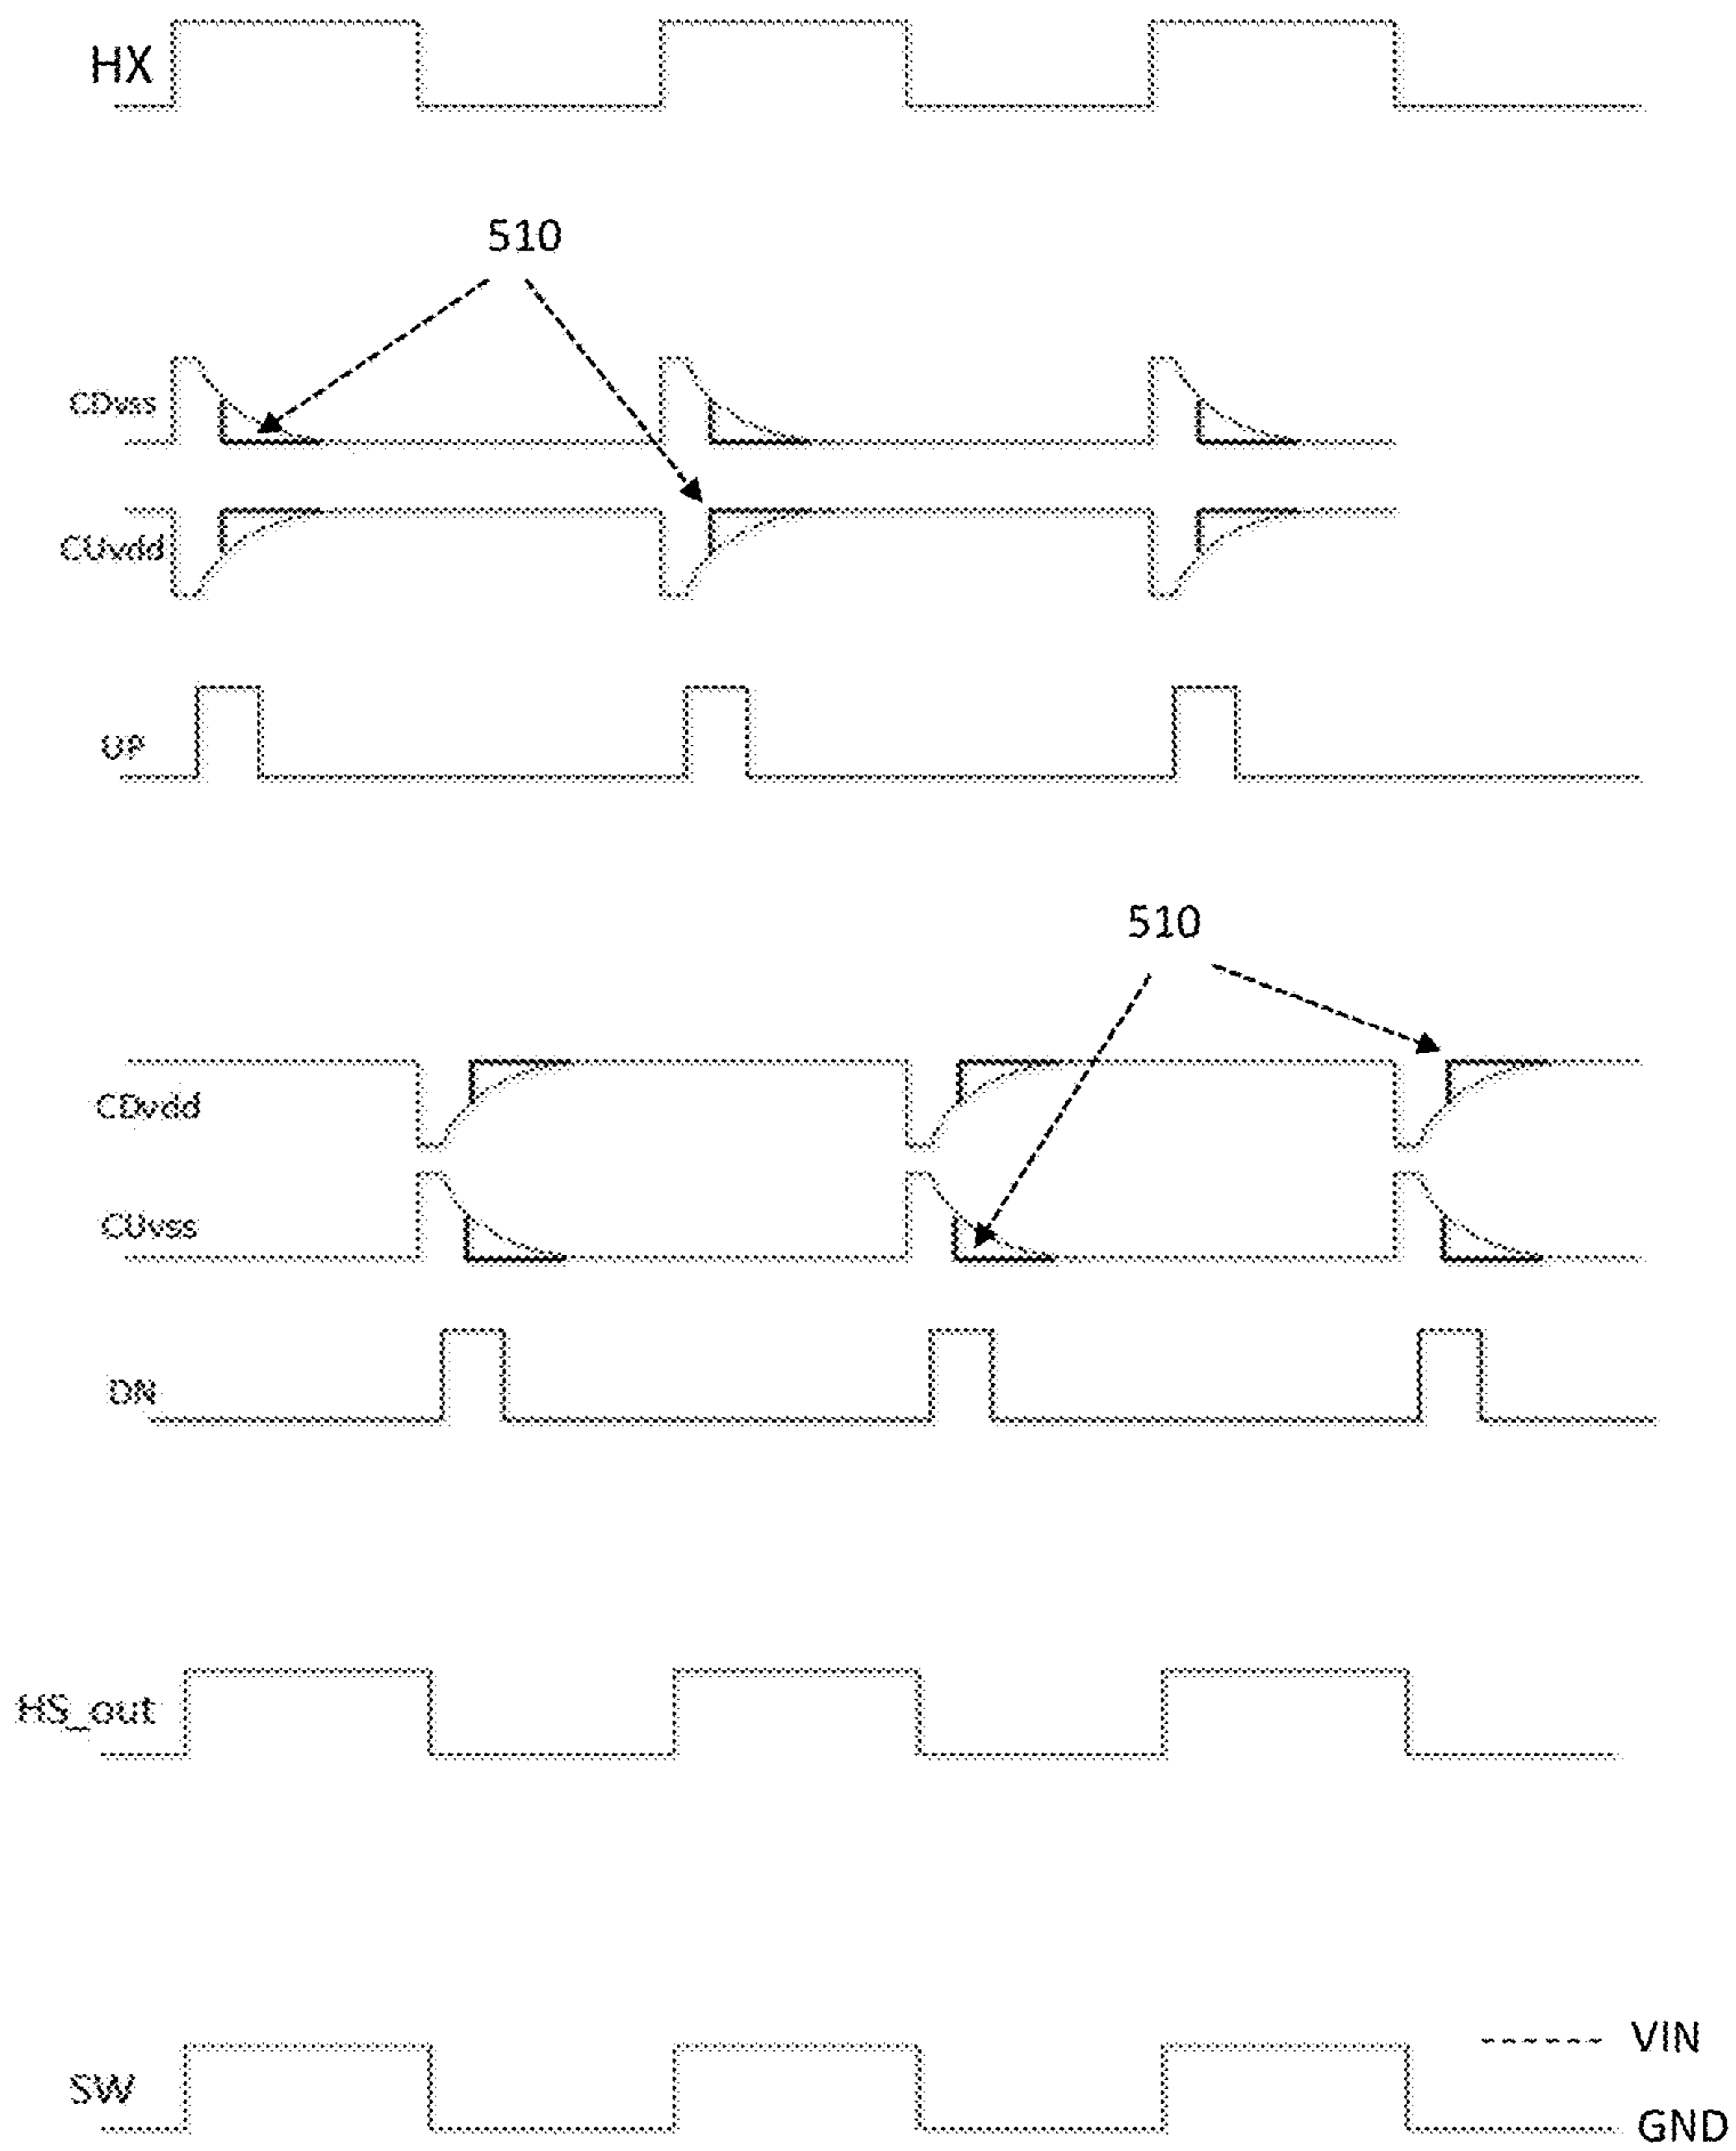 HX
510
CDvss
CUvdd
UP
510
CDvdd
CUvss
DN
HS_out
VIN
SW
GND